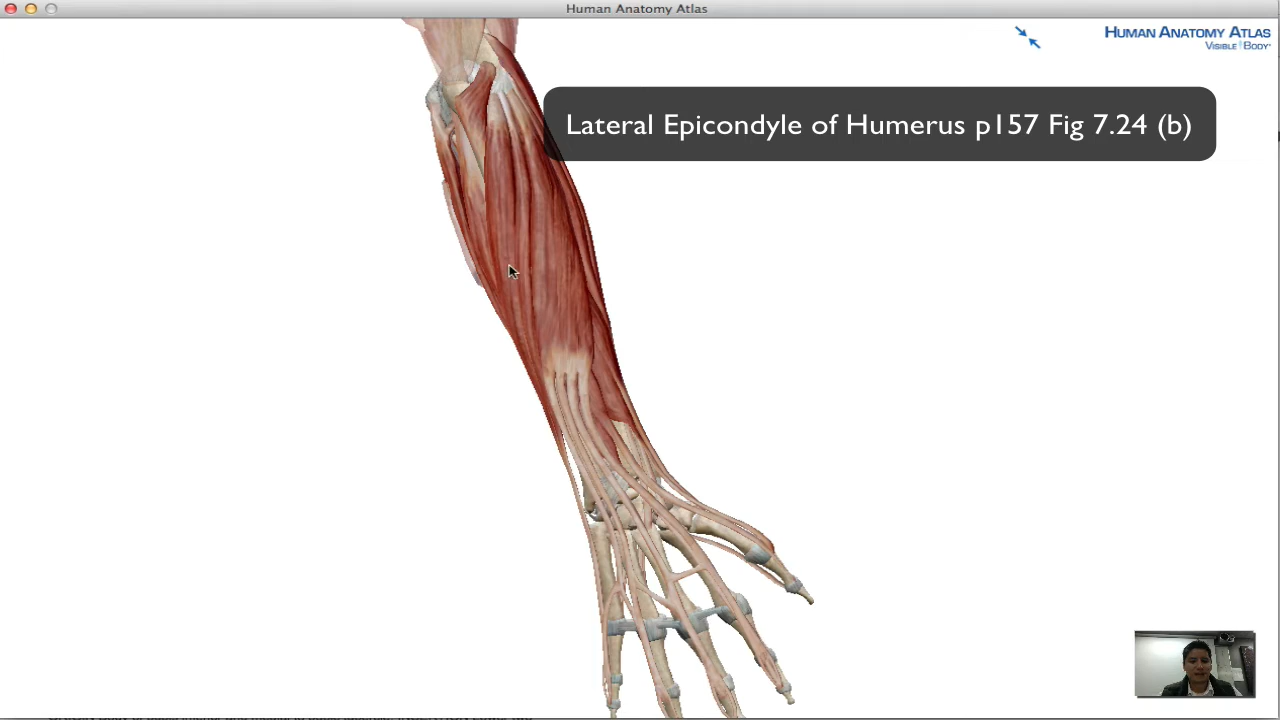 Human Anatomy Atlas
HUMAN ANATOMY ATLAS
VISIBLE BODY
Lateral Epicondyle of Humerus p157 Fig 7.24 (b)